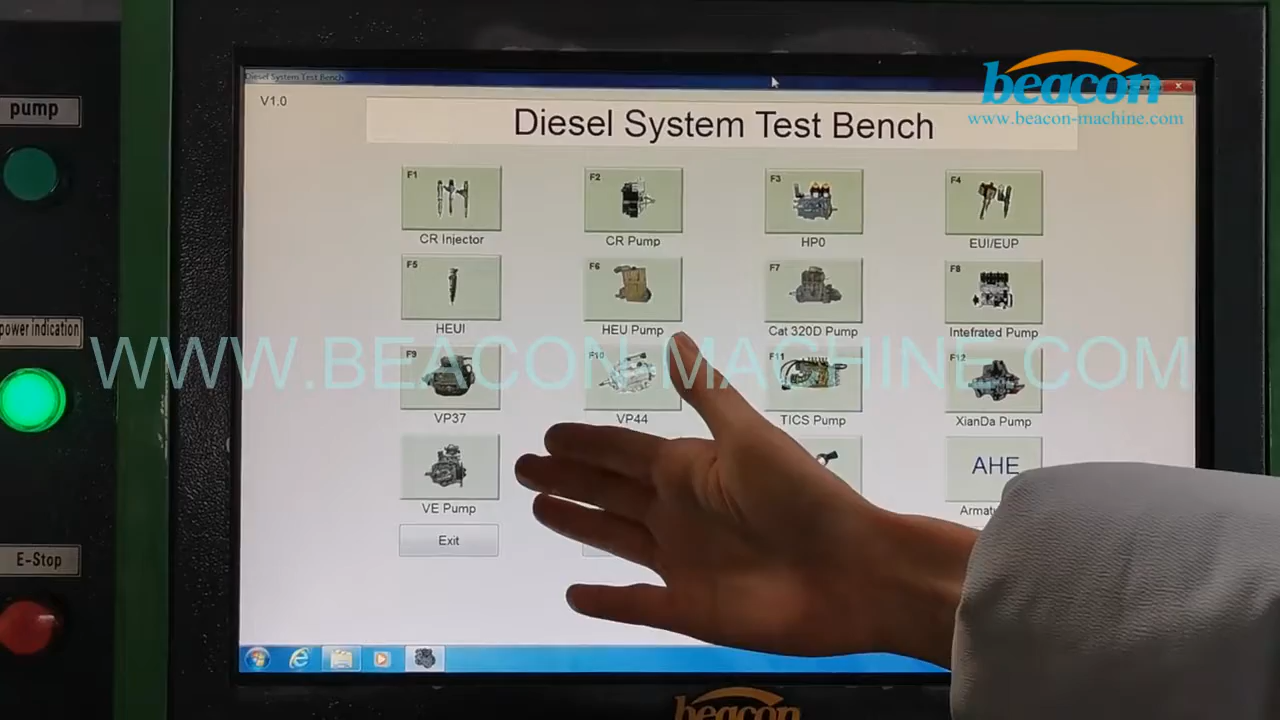 beacon
www.beacon-machine.com
Diesel System Test Bench
V1.0
Diesel System Test Bench
pump
F1 F2 F3 F4
CR Injector CR Pump HP0 EUI/EUP
F5 F6 F7 F8
HEUI HEU Pump Cat 320D Pump Intefrated Pump
power indication
WWW.BEACON-MACHINE.COM
F9 F10 F11 F12
VP37 VP44 TICS Pump XianDa Pump
AHE
VE Pump
Exit
E-Stop
beacon